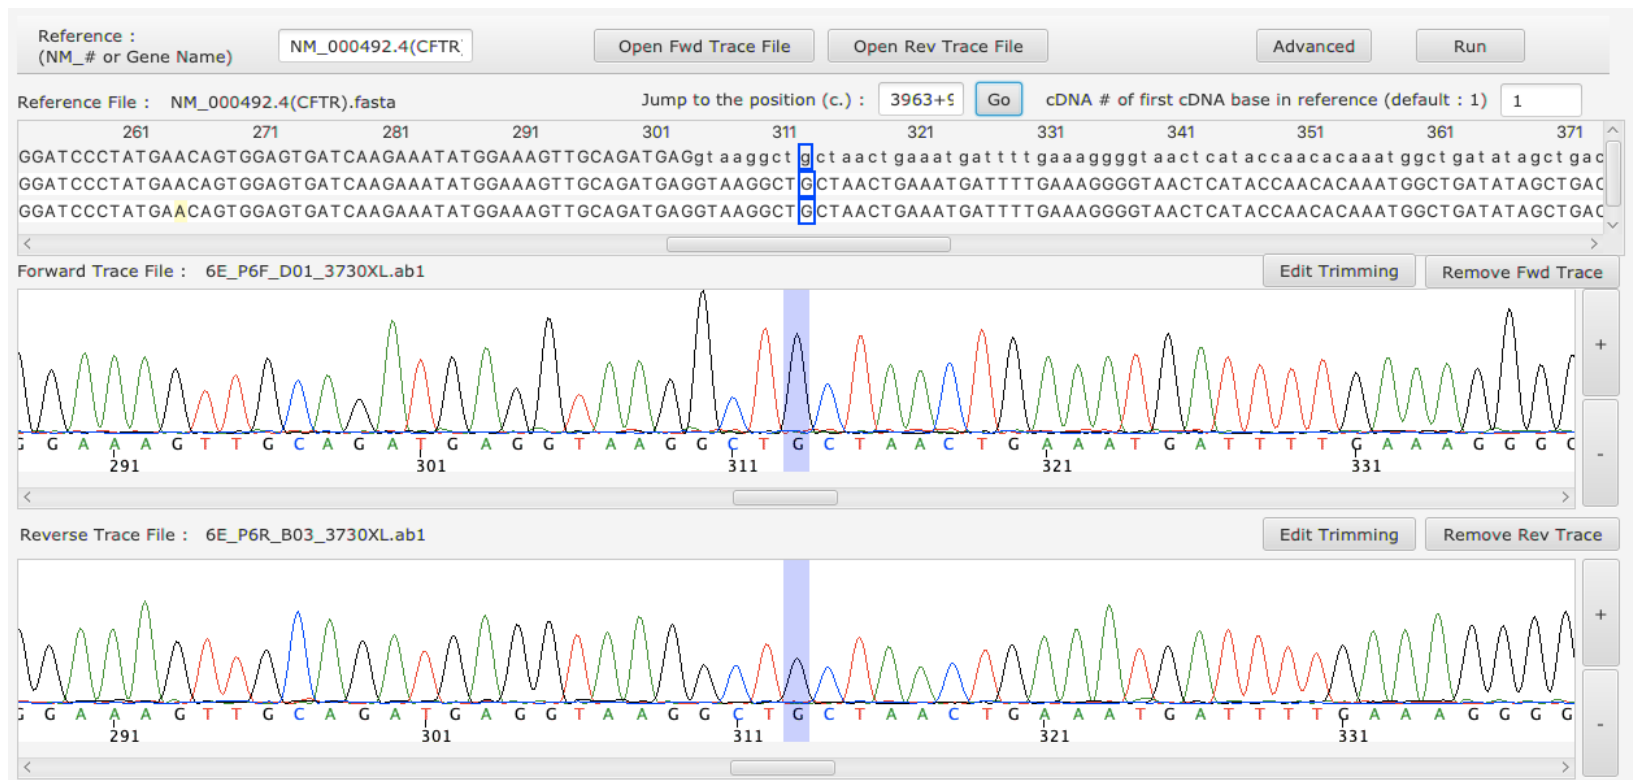 Reference :
(NM_# or Gene Name)
NM_000492.4(CFTR)
Open Fwd Trace File
Open Rev Trace File
Advanced
Run
Reference File : NM_000492.4(CFTR).fasta
Jump to the position (c.) : 3963+9
Go
cDNA # of first cDNA base in reference (default : 1) 1
261 271 281 291 301 311 321 331 341 351 361 371
GGATCCCTATGAACAGTGGAGTGATCAAGAAATATGGAAAGTTGCAGATGAGgtaaggctgctaactgaaatgattttgaaaggggtaactcataccaacacaaatggctgatatagctgac
GGATCCCTATGAACAGTGGAGTGATCAAGAAATATGGAAAGTTGCAGATGAGGTAAGGCTGCTAACTGAAATGATTTTGAAAGGGGTAACTCATACCAACACAAATGGCTGATATAGCTGAC
GGATCCCTATGAACAGTGGAGTGATCAAGAAATATGGAAAGTTGCAGATGAGGTAAGGCTGCTAACTGAAATGATTTTGAAAGGGGTAACTCATACCAACACAAATGGCTGATATAGCTGAC
Forward Trace File : 6E_P6F_D01_3730XL.ab1
Edit Trimming
Remove Fwd Trace
+
G G A A A G T T G C A G A T G A G G T A A G G C T G C T A A C T G A A A T G A T T T T G A A A G G G G
-
291 301 311 321 331
Reverse Trace File : 6E_P6R_B03_3730XL.ab1
Edit Trimming
Remove Rev Trace
+
G G A A A G T T G C A G A T G A G G T A A G G C T G C T A A C T G A A A T G A T T T T G A A A G G G G
-
291 301 311 321 331